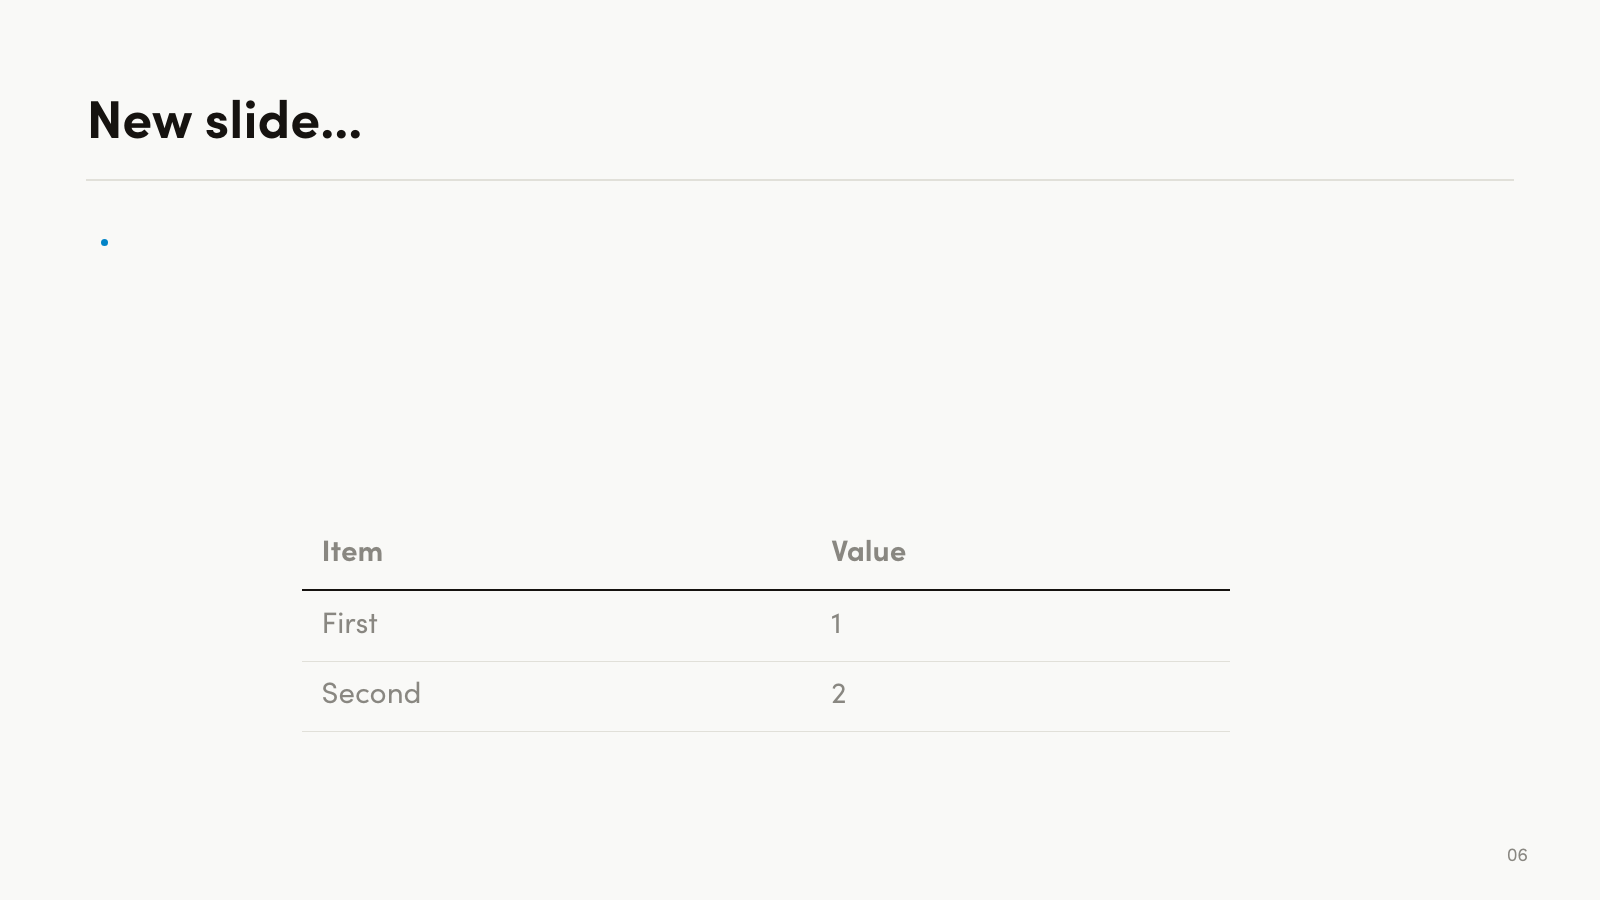 New slide...
•
Item Value
First 1
Second 2
06